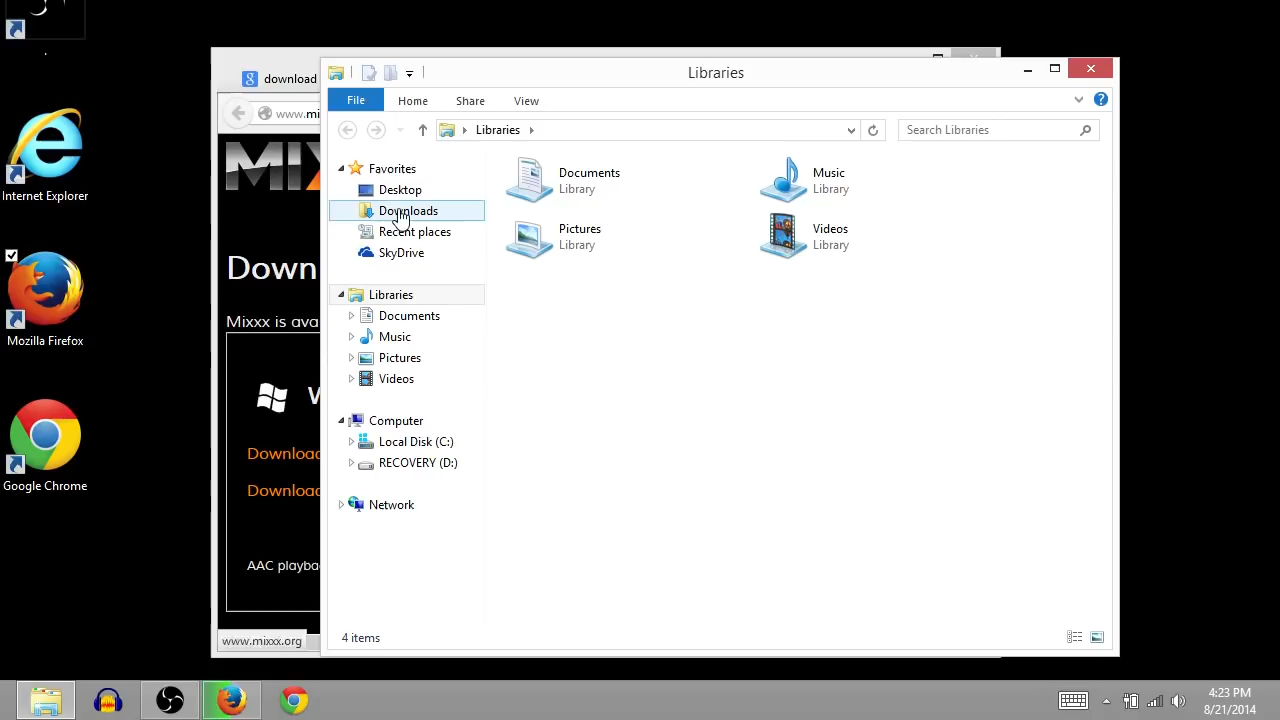 Internet Explorer
Mozilla Firefox
Google Chrome
download
www.mi
MIX
Down
Mixxx is ava
W
Download
Download
AAC playba
www.mixxx.org
Libraries
File Home Share View
Libraries
Search Libraries
Favorites
Desktop
Downloads
Recent places
SkyDrive
Libraries
Documents
Music
Pictures
Videos
Computer
Local Disk (C:)
RECOVERY (D:)
Network
Documents
Library
Music
Library
Pictures
Library
Videos
Library
4 items
4:23 PM
8/21/2014